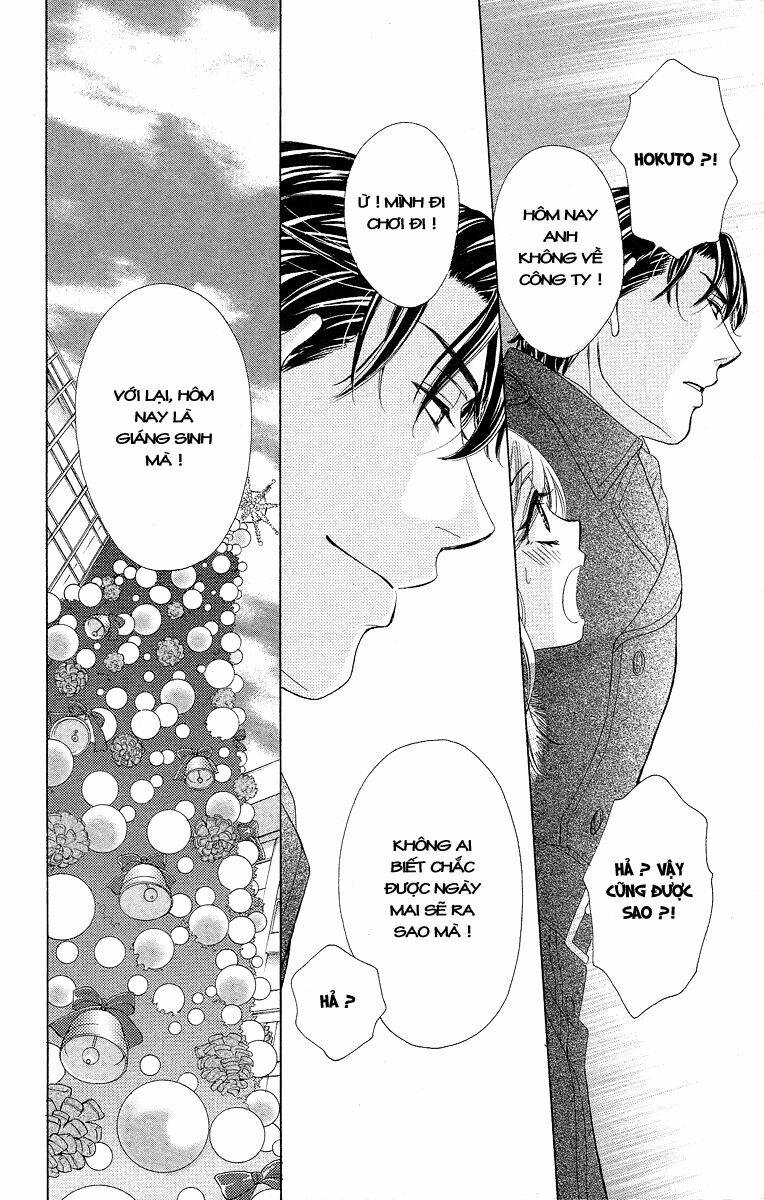 HOKUTO ?!
HÔM NAY
ANH
KHÔNG VỀ
CÔNG TY !
HẢ ? VẬY
CŨNG ĐƯỢC
SAO ?!
Ừ ! MÌNH ĐI
CHƠI ĐI !
KHÔNG AI
BIẾT CHẮC
ĐƯỢC NGÀY
MAI SẼ RA
SAO MÀ !
HẢ ?
VỚI LẠI, HÔM
NAY LÀ
GIÁNG SINH
MÀ !